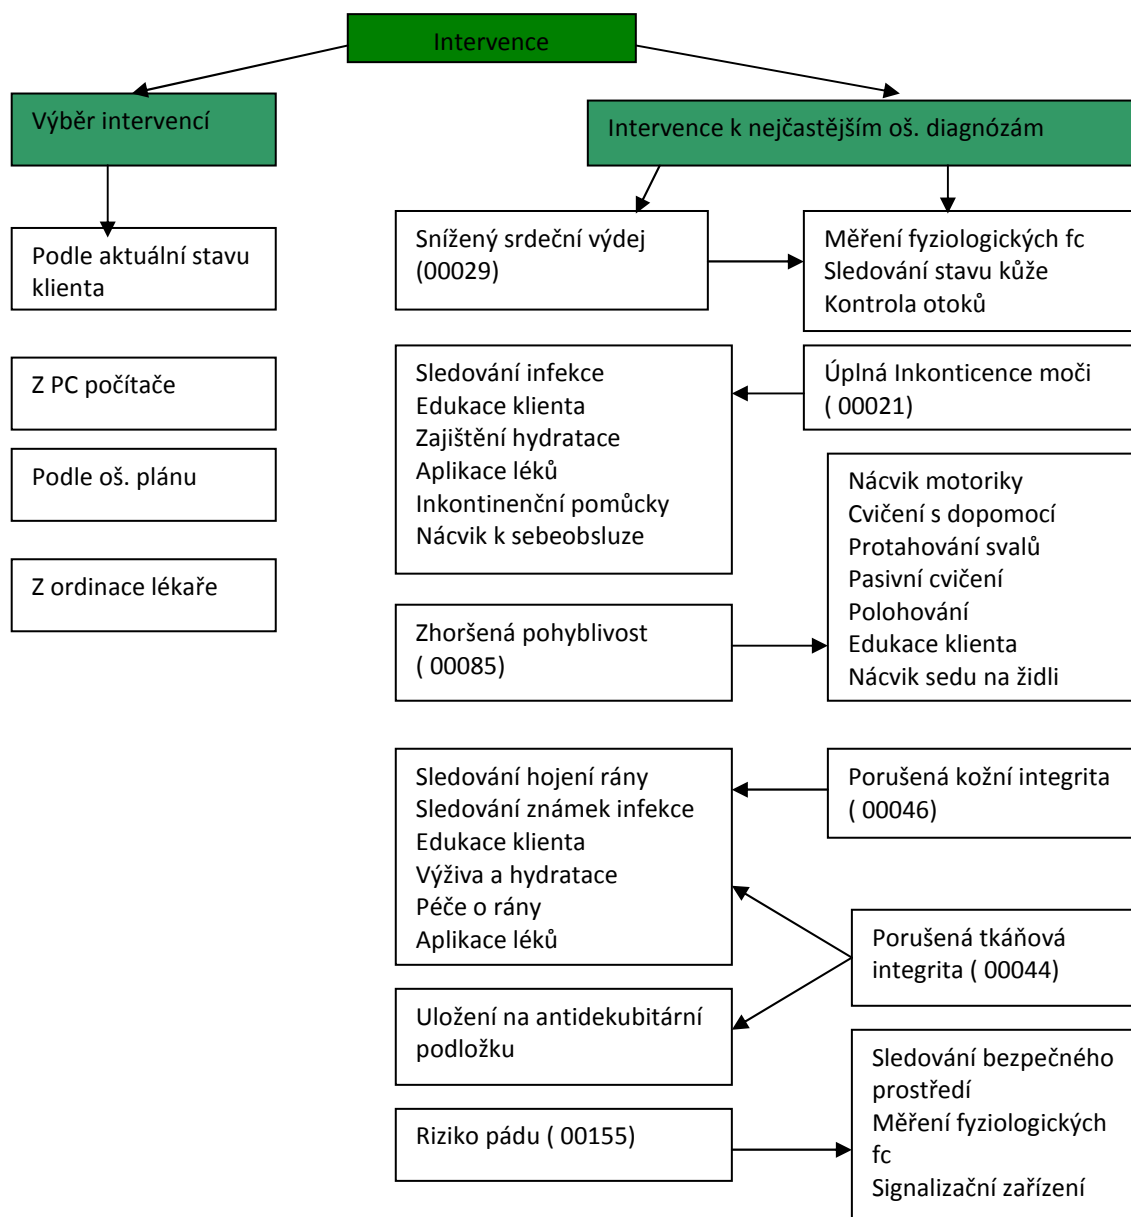 Intervence
Výběr intervencí
Intervence k nejčastějším oš. diagnózám
Podle aktuální stavu
klienta
Z PC počítače
Podle oš. plánu
Z ordinace lékaře
Snížený srdeční výdej
(00029)
Měření fyziologických fc
Sledování stavu kůže
Kontrola otoků
Sledování infekce
Edukace klienta
Zajištění hydratace
Aplikace léků
Inkontinenční pomůcky
Nácvik k sebeobsluze
Úplná Inkonticence moči
( 00021)
Zhoršená pohyblivost
( 00085)
Nácvik motoriky
Cvičení s dopomocí
Protahování svalů
Pasivní cvičení
Polohování
Edukace klienta
Nácvik sedu na židli
Sledování hojení rány
Sledování známek infekce
Edukace klienta
Výživa a hydratace
Péče o rány
Aplikace léků
Porušená kožní integrita
( 00046)
Porušená tkáňová
integrita ( 00044)
Uložení na antidekubitární
podložku
Riziko pádu ( 00155)
Sledování bezpečného
prostředí
Měření fyziologických
fc
Signalizační zařízení